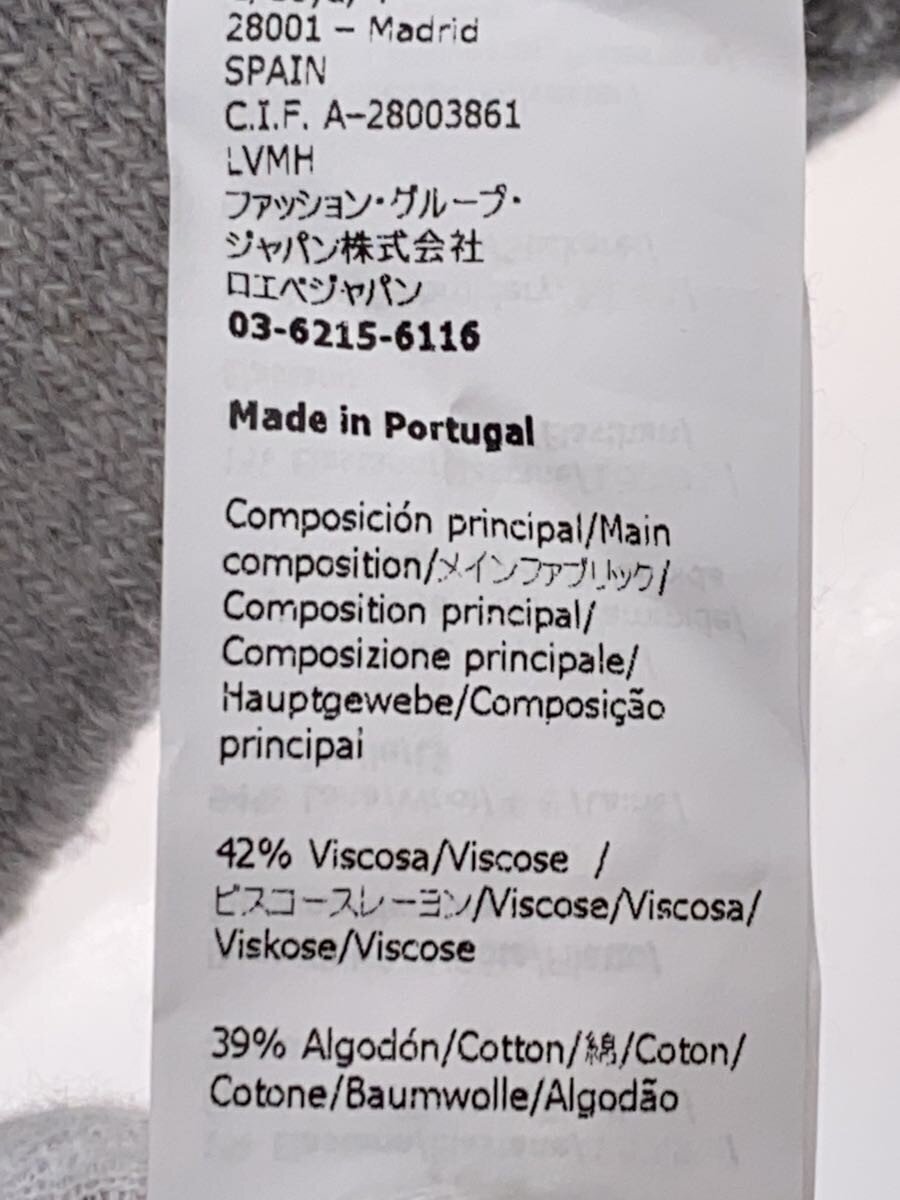 28001 – Madrid
SPAIN
C.I.F. A–28003861
LVMH
ファッション・グループ・
ジャパン株式会社
ロエベジャパン
03-6215-6116
Made in Portugal
Composición principal/Main
composition/メインファブリック/
Composition principal/
Composizione principale/
Hauptgewebe/Composição
principal
42% Viscosa/Viscose /
ビスコースレーヨン/Viscose/Viscosa/
Viskose/Viscose
39% Algodón/Cotton/綿/Coton/
Cotone/Baumwolle/Algodão